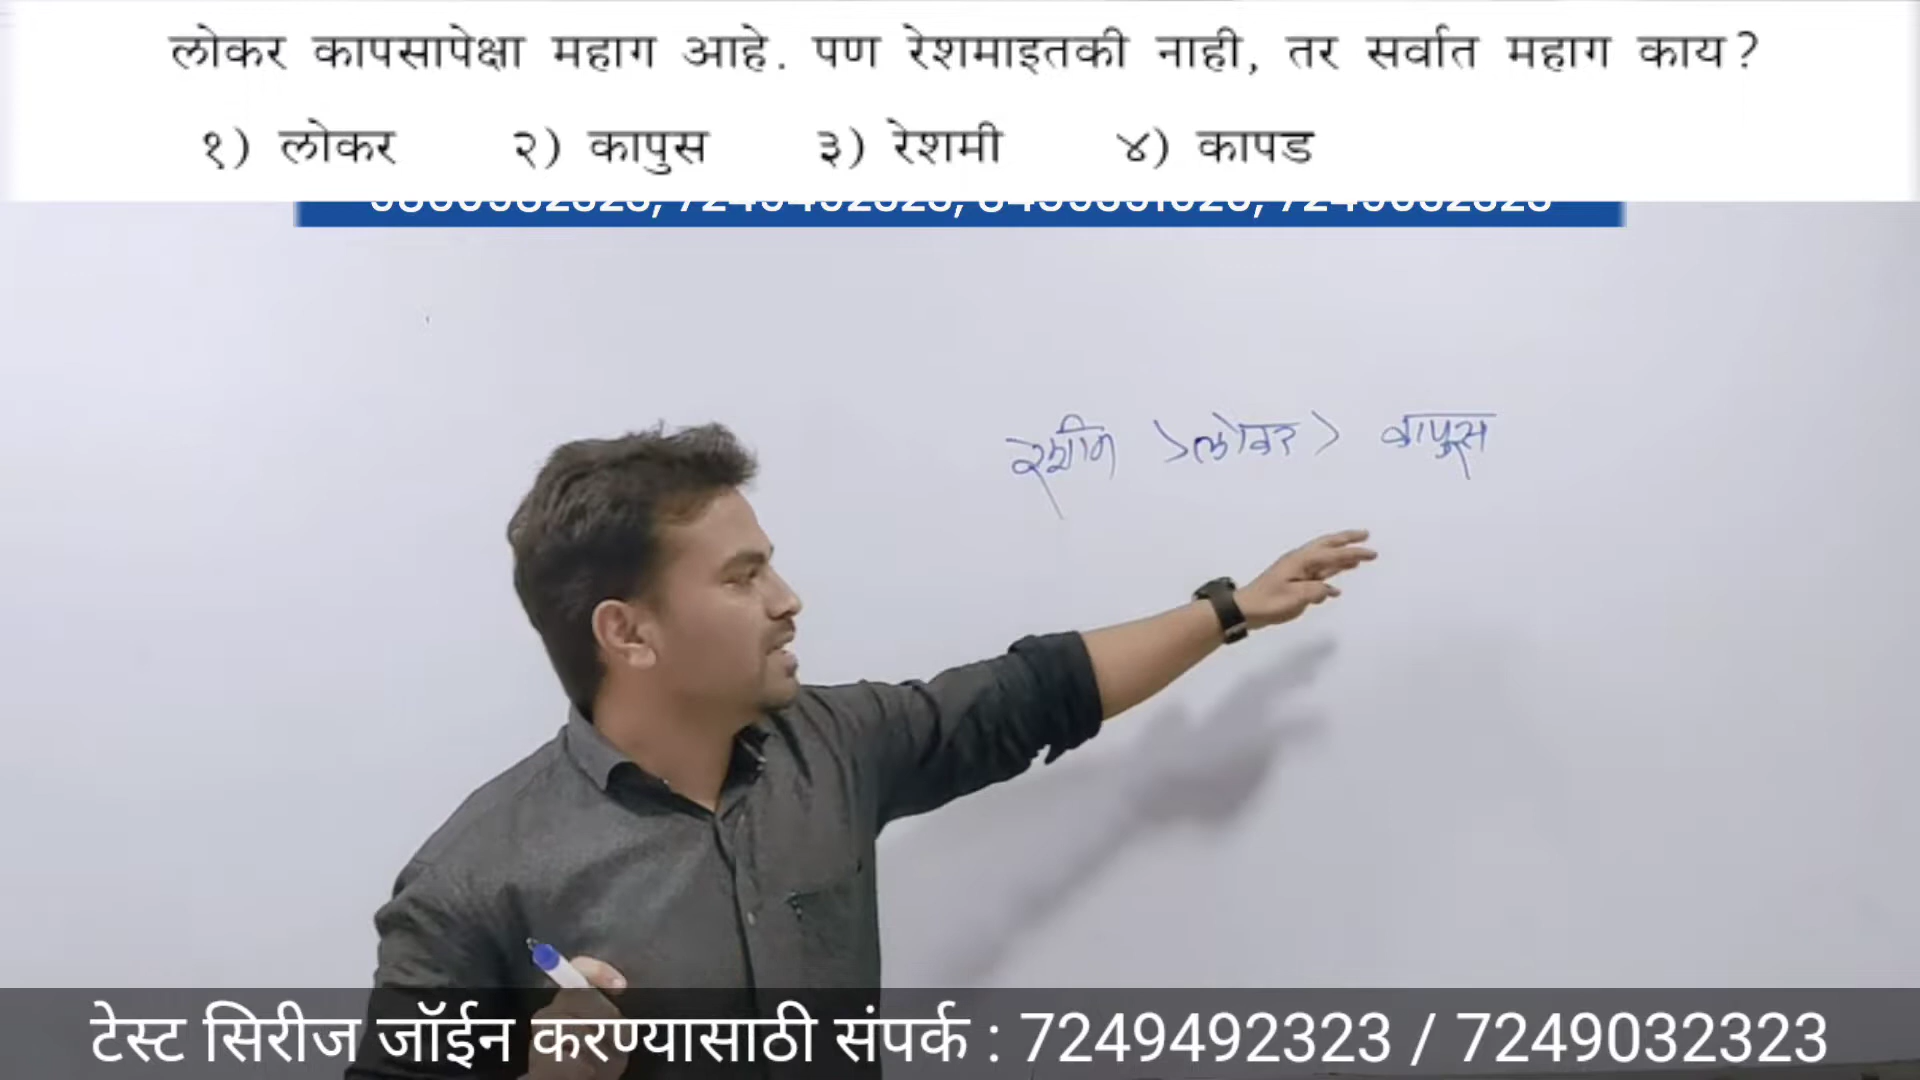 लोकर कापसापेक्षा महाग आहे. पण रेशमाइतकी नाही, तर सर्वात महाग काय?
१) लोकर २) कापुस ३) रेशमी ४) कापड
रेशीम > लोकर > कापुस
टेस्ट सिरीज जॉईन करण्यासाठी संपर्क : 7249492323 / 7249032323